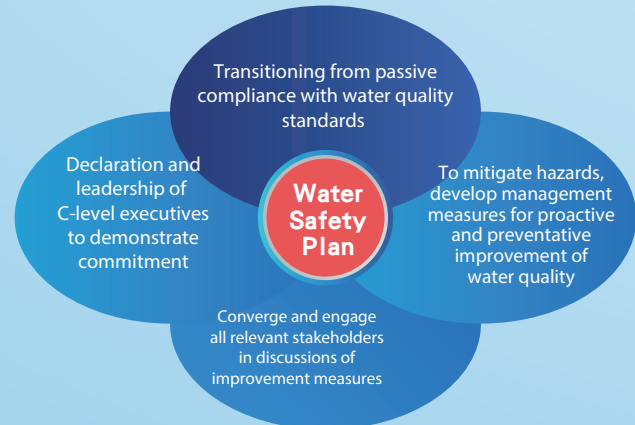 Transitioning from passive
compliance with water quality
standards
Declaration and
leadership of
C-level executives
to demonstrate
commitment
Water
Safety
Plan
To mitigate hazards,
develop management
measures for proactive
and preventative
improvement of
water quality
Converge and engage
all relevant stakeholders
in discussions of
improvement measures